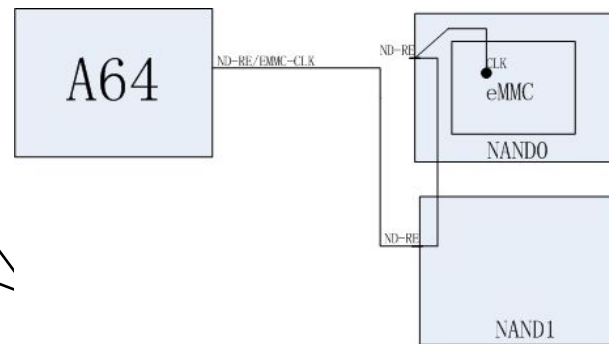 A64
ND-RE/EMMC-CLK
ND-RE
CLK
eMMC
NAND0
ND-RE
NAND1